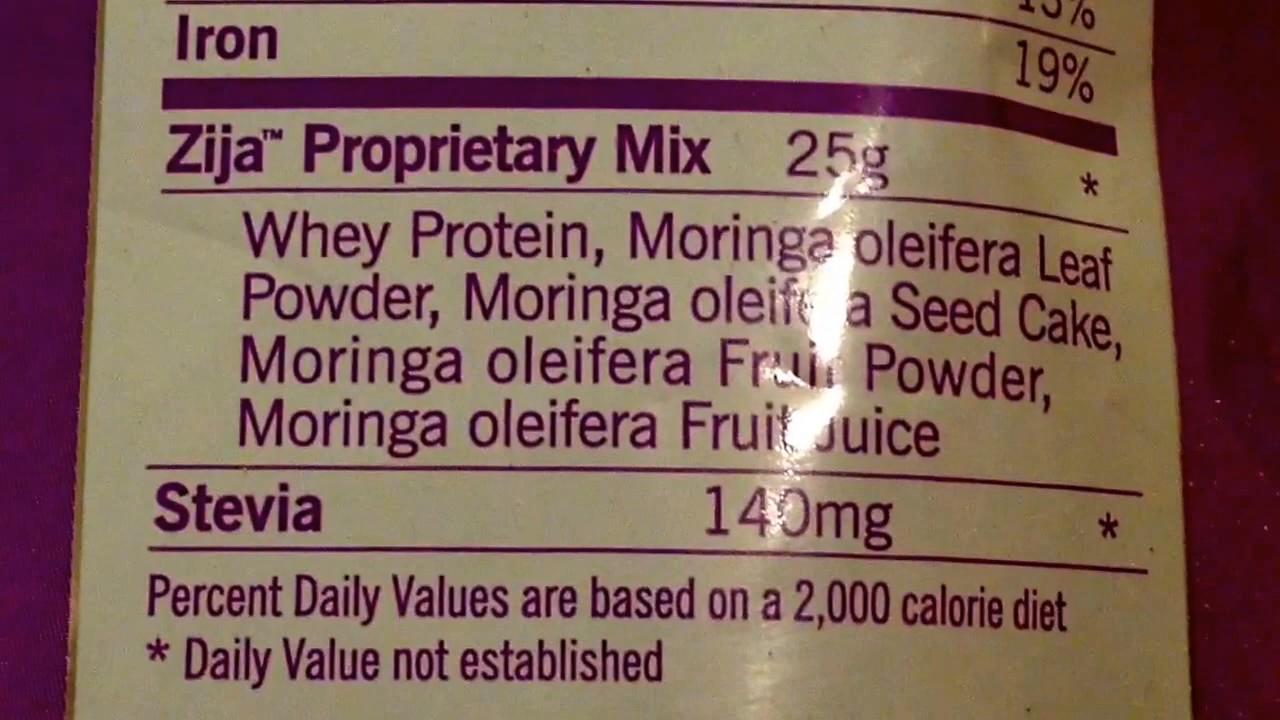 Iron 19%
Zija™ Proprietary Mix 25g *
Whey Protein, Moringa oleifera Leaf
Powder, Moringa oleifera Seed Cake,
Moringa oleifera Fruit Powder,
Moringa oleifera Fruit Juice
Stevia 140mg *
Percent Daily Values are based on a 2,000 calorie diet
* Daily Value not established